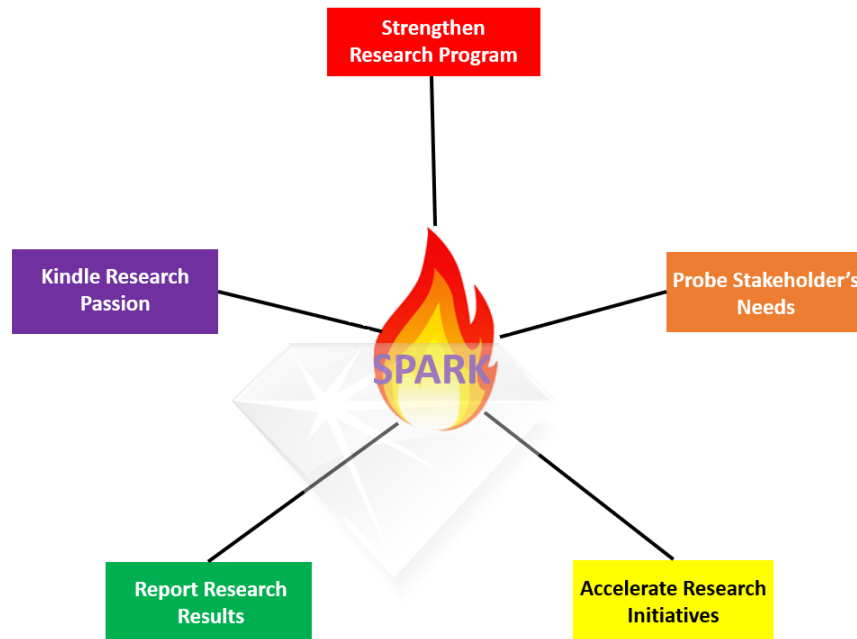 Strengthen
Research Program
Kindle Research
Passion
Probe Stakeholder's
Needs
SPARK
Report Research
Results
Accelerate Research
Initiatives